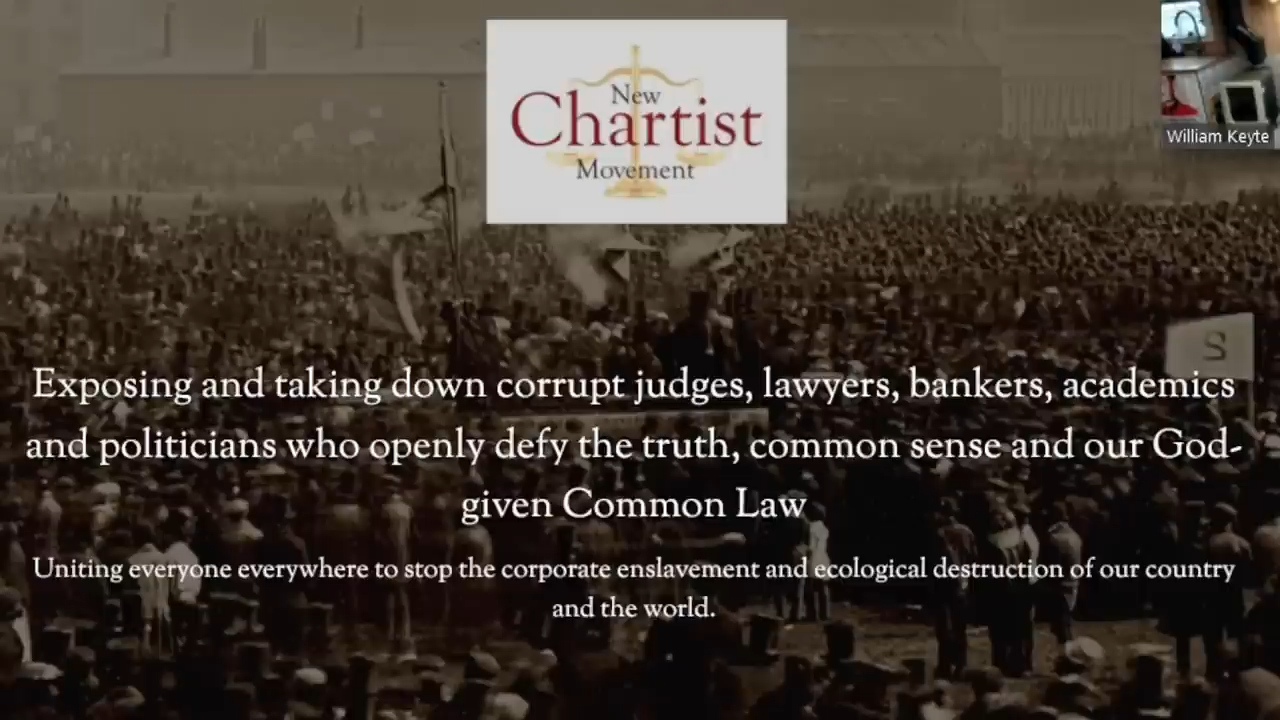 New
Chartist
Movement
William Keyte
S
Exposing and taking down corrupt judges, lawyers, bankers, academics
and politicians who openly defy the truth, common sense and our God-
given Common Law
Uniting everyone everywhere to stop the corporate enslavement and ecological destruction of our country
and the world.